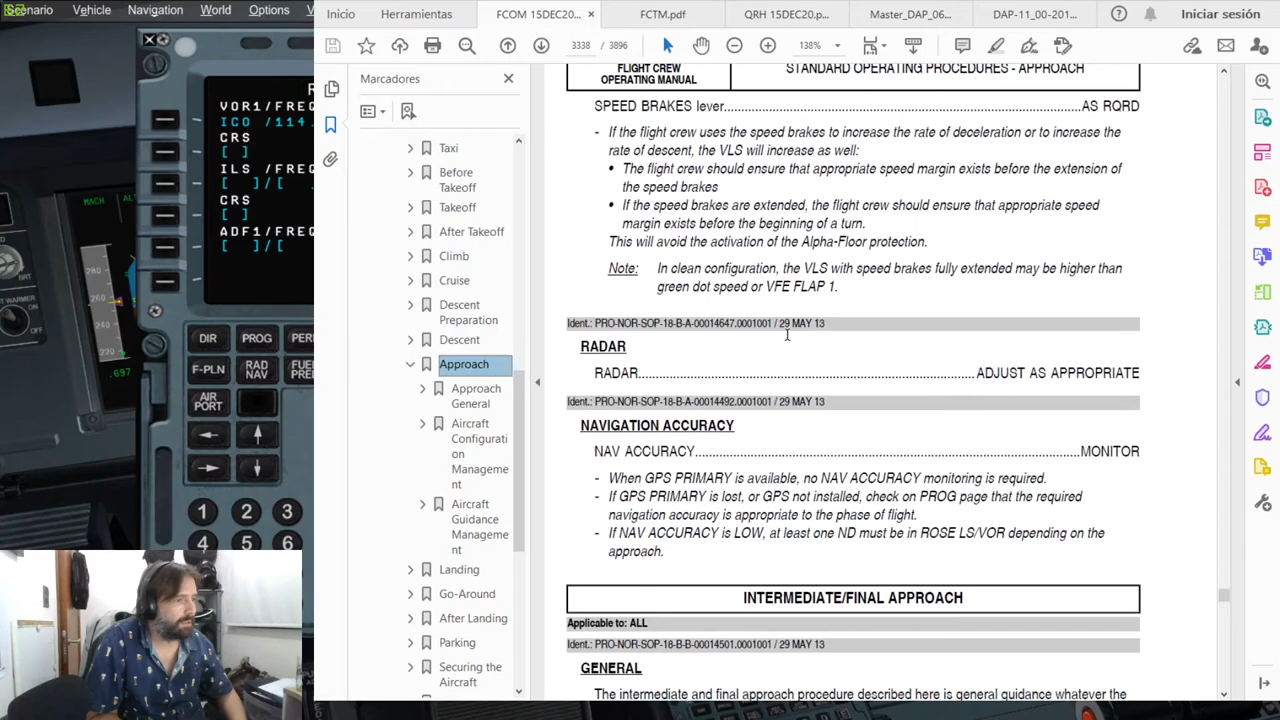 Scenario Vehicle Navigation World Options
Inicio Herramientas FCOM 15DEC20... × FCTM.pdf QRH 15DEC20.p... Master_DAP_06... DAP-11_00-201... Iniciar sesión
3338 / 3896 138%
Marcadores
Taxi
Before
Takeoff
Takeoff
After Takeoff
Climb
Cruise
Descent
Preparation
Descent
Approach
Approach
General
Aircraft
Configurati
on
Manageme
nt
Aircraft
Guidance
Manageme
nt
Landing
Go-Around
After Landing
Parking
Securing the
Aircraft
FLIGHT CREW
OPERATING MANUAL
STANDARD OPERATING PROCEDURES - APPROACH
SPEED BRAKES lever.....................................................................................................AS RQRD
- If the flight crew uses the speed brakes to increase the rate of deceleration or to increase the
rate of descent, the VLS will increase as well:
• The flight crew should ensure that appropriate speed margin exists before the extension of
the speed brakes
• If the speed brakes are extended, the flight crew should ensure that appropriate speed
margin exists before the beginning of a turn.
This will avoid the activation of the Alpha-Floor protection.
Note: In clean configuration, the VLS with speed brakes fully extended may be higher than
green dot speed or VFE FLAP 1.
Ident.: PRO-NOR-SOP-18-B-A-00014647.0001001 / 29 MAY 13
RADAR
RADAR................................................................................................ADJUST AS APPROPRIATE
Ident.: PRO-NOR-SOP-18-B-A-00014492.0001001 / 29 MAY 13
NAVIGATION ACCURACY
NAV ACCURACY..............................................................................................................MONITOR
- When GPS PRIMARY is available, no NAV ACCURACY monitoring is required.
- If GPS PRIMARY is lost, or GPS not installed, check on PROG page that the required
navigation accuracy is appropriate to the phase of flight.
- If NAV ACCURACY is LOW, at least one ND must be in ROSE LS/VOR depending on the
approach.
INTERMEDIATE/FINAL APPROACH
Applicable to: ALL
Ident.: PRO-NOR-SOP-18-B-B-00014501.0001001 / 29 MAY 13
GENERAL
The intermediate and final approach procedure described here is general guidance whatever the
VOR1/FREQ
ICO /114.
CRS
[ ]
ILS /FREQ
[ ]/[
CRS
[ ]
ADF1/FREQ
[ ]/[
MACH
280
260
240
.697
DIR PROG
F-PLN RAD
NAV FUEL
AIR
PORT
← ↑
→ ↓
1 2 3
4 5 6